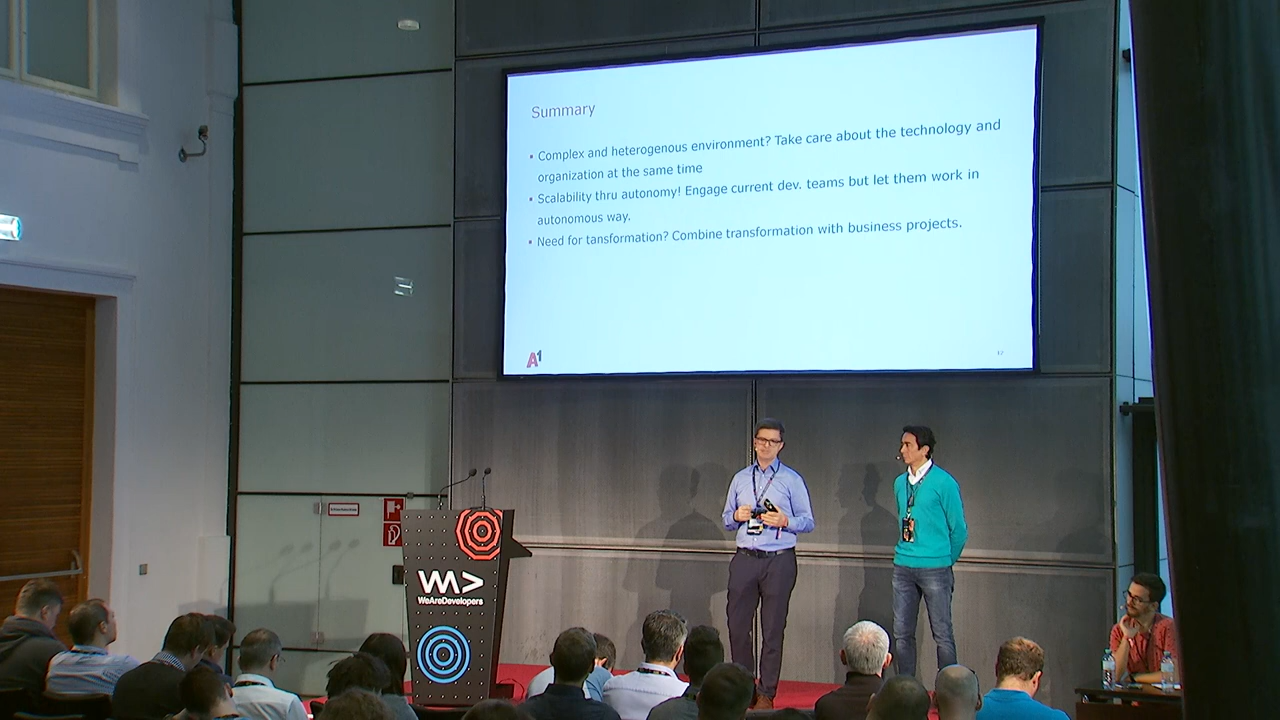 Summary
▪ Complex and heterogenous environment? Take care about the technology and
organization at the same time
▪ Scalability thru autonomy! Engage current dev. teams but let them work in
autonomous way.
▪ Need for tansformation? Combine transformation with business projects.
A1
12
WeAreDevelopers